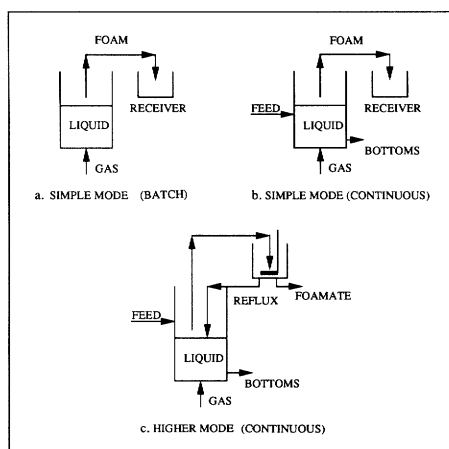 FOAM
LIQUID
RECEIVER
GAS
a. SIMPLE MODE (BATCH)
FOAM
FEED
LIQUID
RECEIVER
BOTTOMS
GAS
b. SIMPLE MODE (CONTINUOUS)
REFLUX
FOAMATE
FEED
LIQUID
BOTTOMS
GAS
c. HIGHER MODE (CONTINUOUS)